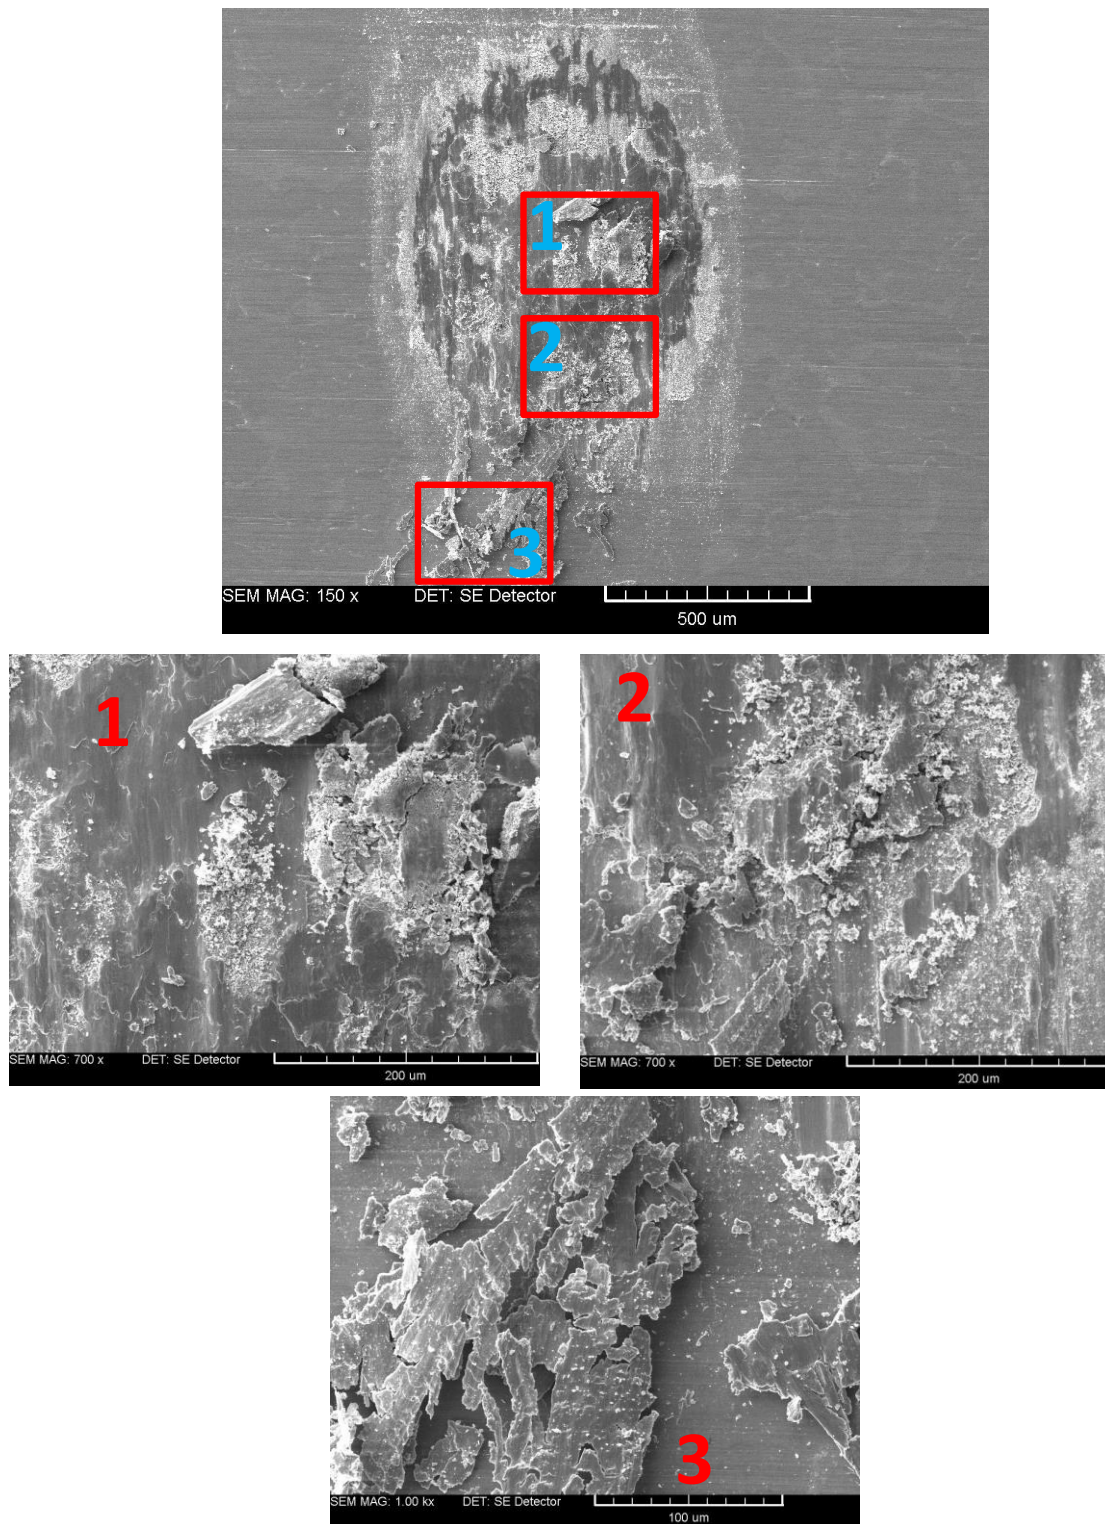 1
2
3
SEM MAG: 150 x DET: SE Detector
500 um
1
SEM MAG: 700 x DET: SE Detector
200 um
2
SEM MAG: 700 x DET: SE Detector
200 um
3
SEM MAG: 1.00 kx DET: SE Detector
100 um